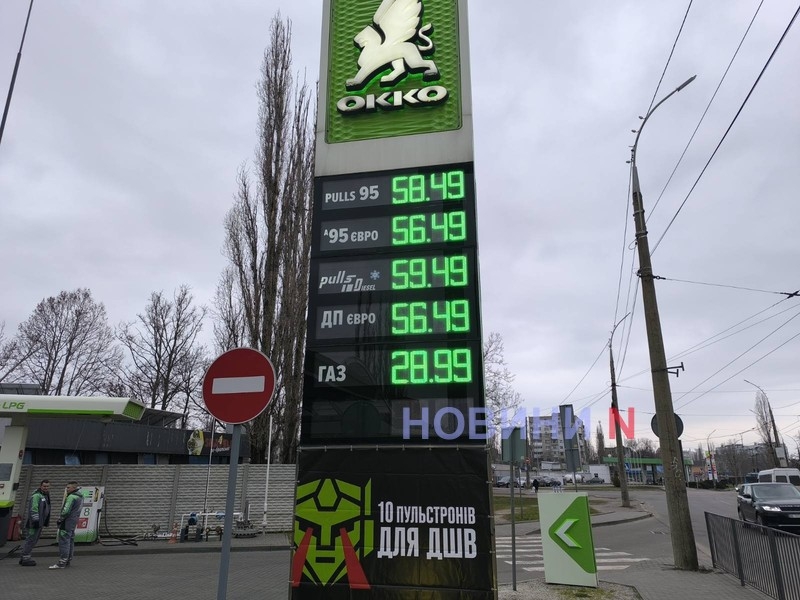 OKKO
PULLS 95 58.49
А95 ЄВРО 56.49
pulls Diesel 59.49
ДП ЄВРО 56.49
ГАЗ 28.99
НОВИНИ N
10 ПУЛЬСТРОНІВ
ДЛЯ ДШВ
LPG